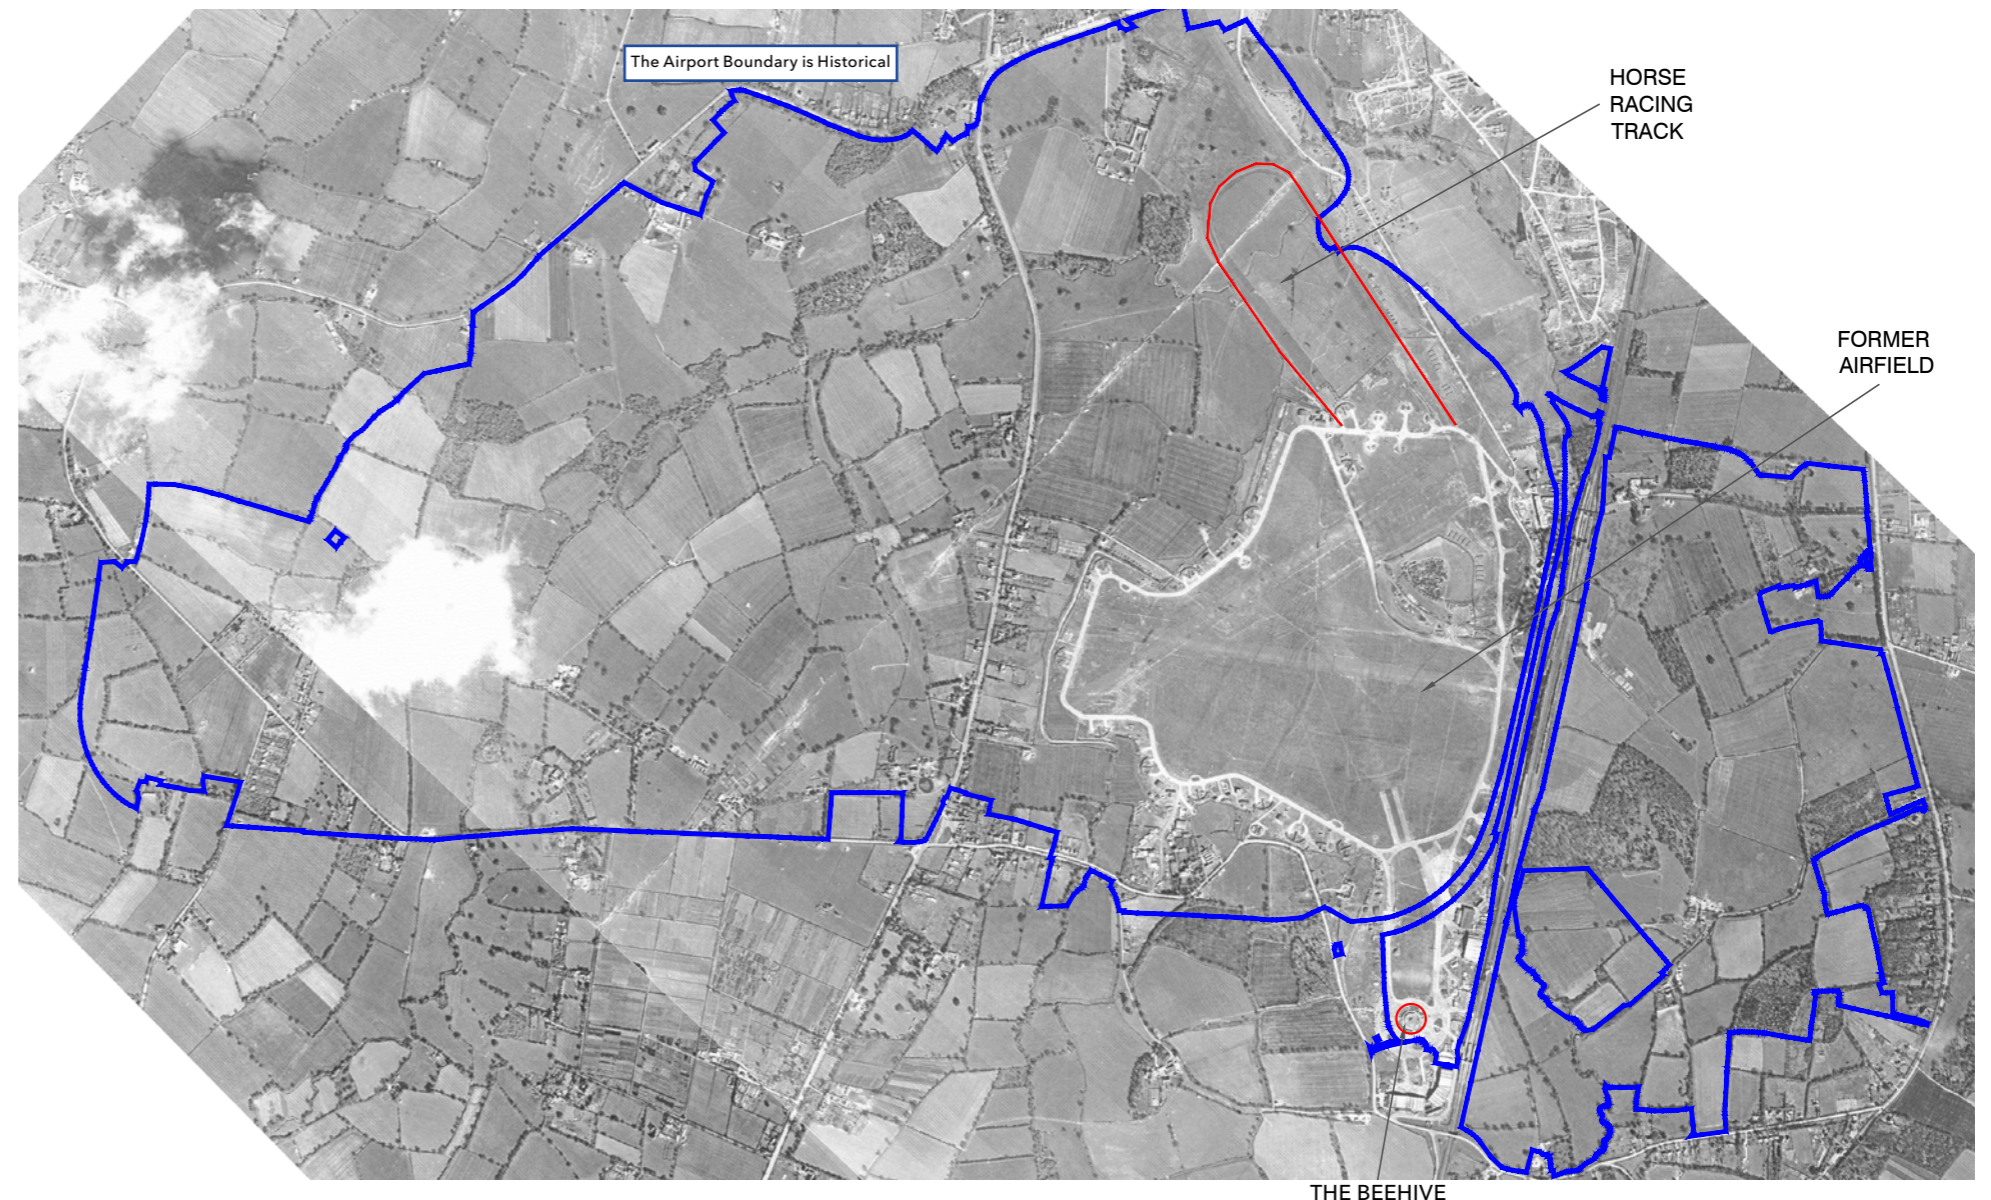 The Airport Boundary is Historical
HORSE
RACING
TRACK
FORMER
AIRFIELD
THE BEEHIVE